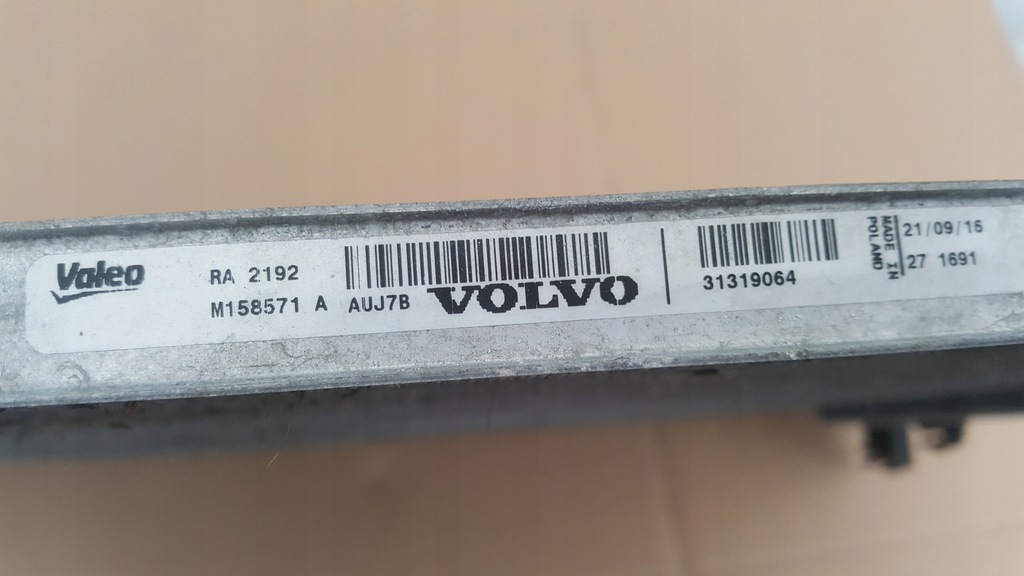 Valeo
RA 2192
M158571 A AUJ7B VOLVO
31319064
MADE IN
POLAND
21/09/16
27 1691